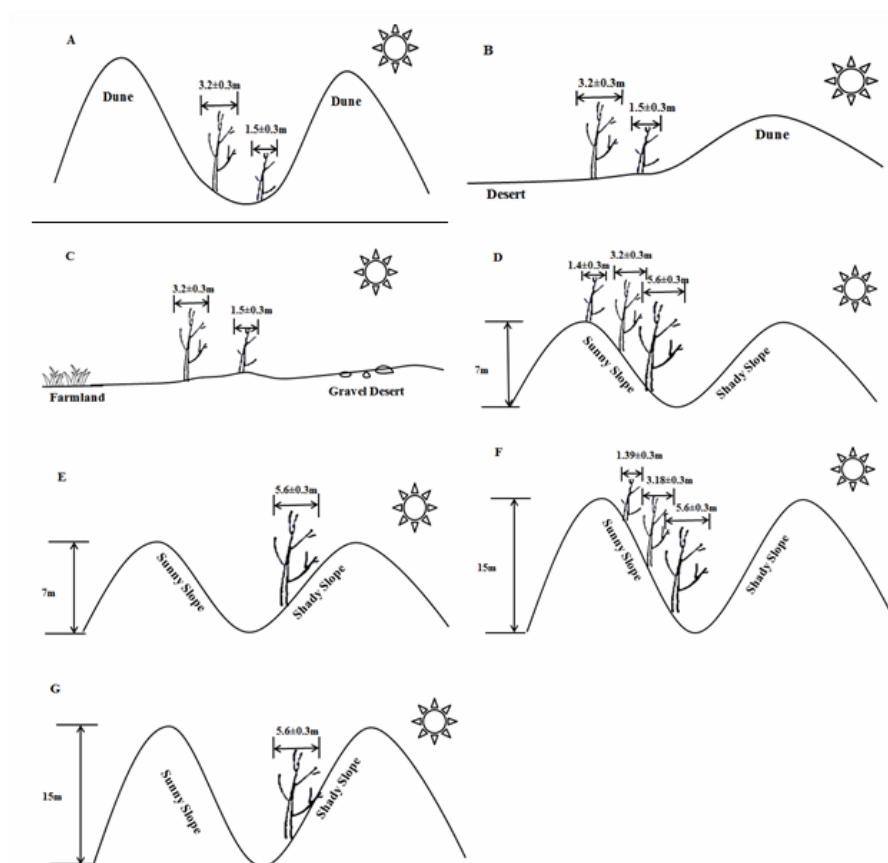 A
3.2±0.3m
1.5±0.3m
Dune
Dune
B
3.2±0.3m
1.5±0.3m
Dune
Desert
C
3.2±0.3m
1.5±0.3m
Farmland
Gravel Desert
D
1.4±0.3m
3.2±0.3m
5.6±0.3m
7m
Sunny Slope
Shady Slope
E
5.6±0.3m
7m
Sunny Slope
Shady Slope
F
1.39±0.3m
3.18±0.3m
5.6±0.3m
15m
Sunny Slope
Shady Slope
G
5.6±0.3m
15m
Sunny Slope
Shady Slope